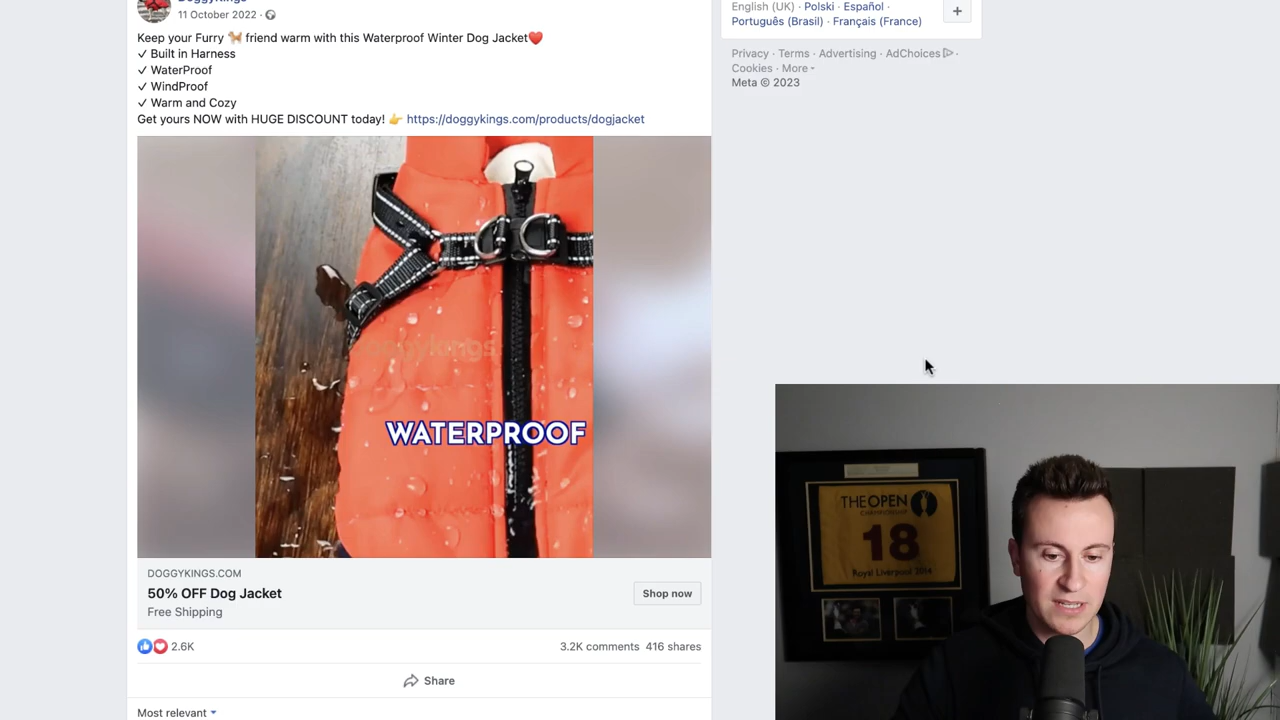 11 October 2022 ·
Keep your Furry 🐕 friend warm with this Waterproof Winter Dog Jacket❤️
✓ Built in Harness
✓ WaterProof
✓ WindProof
✓ Warm and Cozy
Get yours NOW with HUGE DISCOUNT today! 👉 https://doggykings.com/products/dogjacket
doggykings
WATERPROOF
DOGGYKINGS.COM
50% OFF Dog Jacket
Free Shipping
Shop now
2.6K
3.2K comments 416 shares
Share
Most relevant
English (UK) · Polski · Español ·
Português (Brasil) · Français (France)
+
Privacy · Terms · Advertising · AdChoices ·
Cookies · More
Meta © 2023
THE OPEN
CHAMPIONSHIP
18
Royal Liverpool 2014